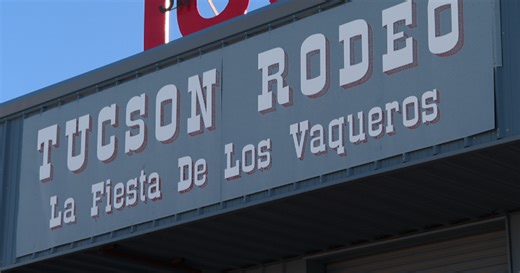 TUCSON RODEO
La Fiesta De Los Vaqueros